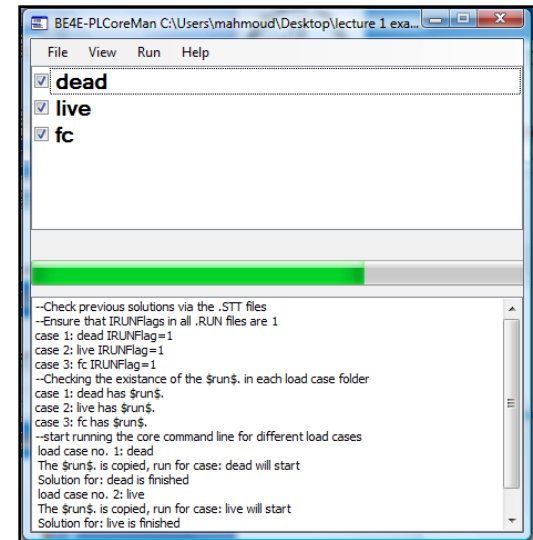 BE4E-PLCoreMan C:\Users\mahmoud\Desktop\lecture 1 exa...
File View Run Help
dead
live
fc
--Check previous solutions via the .STT files
--Ensure that IRUNFlags in all .RUN files are 1
case 1: dead IRUNFlag=1
case 2: live IRUNFlag=1
case 3: fc IRUNFlag=1
--Checking the existance of the $run$. in each load case folder
case 1: dead has $run$.
case 2: live has $run$.
case 3: fc has $run$.
--start running the core command line for different load cases
load case no. 1: dead
The $run$. is copied, run for case: dead will start
Solution for: dead is finished
load case no. 2: live
The $run$. is copied, run for case: live will start
Solution for: live is finished